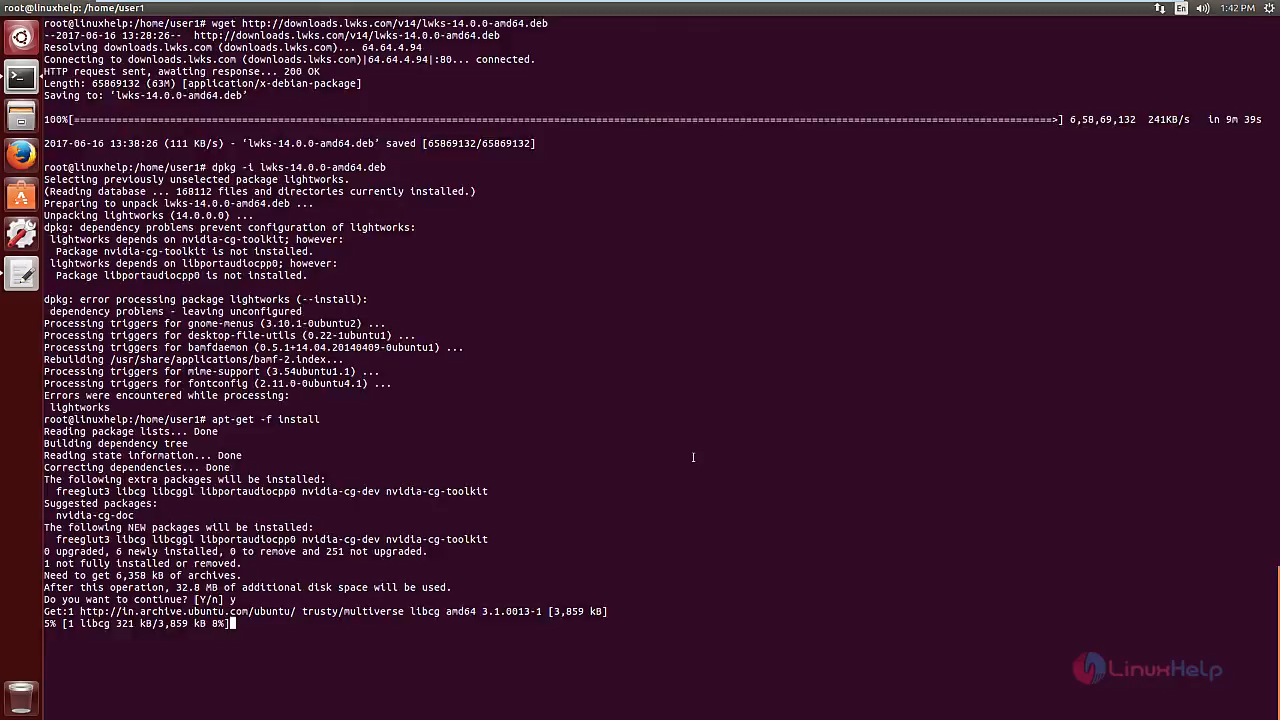 root@linuxhelp: /home/user1
En
1:42 PM
root@linuxhelp:/home/user1# wget http://downloads.lwks.com/v14/lwks-14.0.0-amd64.deb
--2017-06-16 13:28:26--  http://downloads.lwks.com/v14/lwks-14.0.0-amd64.deb
Resolving downloads.lwks.com (downloads.lwks.com)... 64.64.4.94
Connecting to downloads.lwks.com (downloads.lwks.com)|64.64.4.94|:80... connected.
HTTP request sent, awaiting response... 200 OK
Length: 65869132 (63M) [application/x-debian-package]
Saving to: ‘lwks-14.0.0-amd64.deb’
100%[==================================================================================================================================================================>] 6,58,69,132  241KB/s   in 9m 39s
2017-06-16 13:38:26 (111 KB/s) - ‘lwks-14.0.0-amd64.deb’ saved [65869132/65869132]
root@linuxhelp:/home/user1# dpkg -i lwks-14.0.0-amd64.deb
Selecting previously unselected package lightworks.
(Reading database ... 168112 files and directories currently installed.)
Preparing to unpack lwks-14.0.0-amd64.deb ...
Unpacking lightworks (14.0.0.0) ...
dpkg: dependency problems prevent configuration of lightworks:
 lightworks depends on nvidia-cg-toolkit; however:
  Package nvidia-cg-toolkit is not installed.
 lightworks depends on libportaudiocpp0; however:
  Package libportaudiocpp0 is not installed.
dpkg: error processing package lightworks (--install):
 dependency problems - leaving unconfigured
Processing triggers for gnome-menus (3.10.1-0ubuntu2) ...
Processing triggers for desktop-file-utils (0.22-1ubuntu1) ...
Processing triggers for bamfdaemon (0.5.1+14.04.20140409-0ubuntu1) ...
Rebuilding /usr/share/applications/bamf-2.index...
Processing triggers for mime-support (3.54ubuntu1.1) ...
Processing triggers for fontconfig (2.11.0-0ubuntu4.1) ...
Errors were encountered while processing:
 lightworks
root@linuxhelp:/home/user1# apt-get -f install
Reading package lists... Done
Building dependency tree
Reading state information... Done
Correcting dependencies... Done
The following extra packages will be installed:
  freeglut3 libcg libcggl libportaudiocpp0 nvidia-cg-dev nvidia-cg-toolkit
Suggested packages:
  nvidia-cg-doc
The following NEW packages will be installed:
  freeglut3 libcg libcggl libportaudiocpp0 nvidia-cg-dev nvidia-cg-toolkit
0 upgraded, 6 newly installed, 0 to remove and 251 not upgraded.
1 not fully installed or removed.
Need to get 6,358 kB of archives.
After this operation, 32.8 MB of additional disk space will be used.
Do you want to continue? [Y/n] y
Get:1 http://in.archive.ubuntu.com/ubuntu/ trusty/multiverse libcg amd64 3.1.0013-1 [3,859 kB]
5% [1 libcg 321 kB/3,859 kB 8%]
LinuxHelp